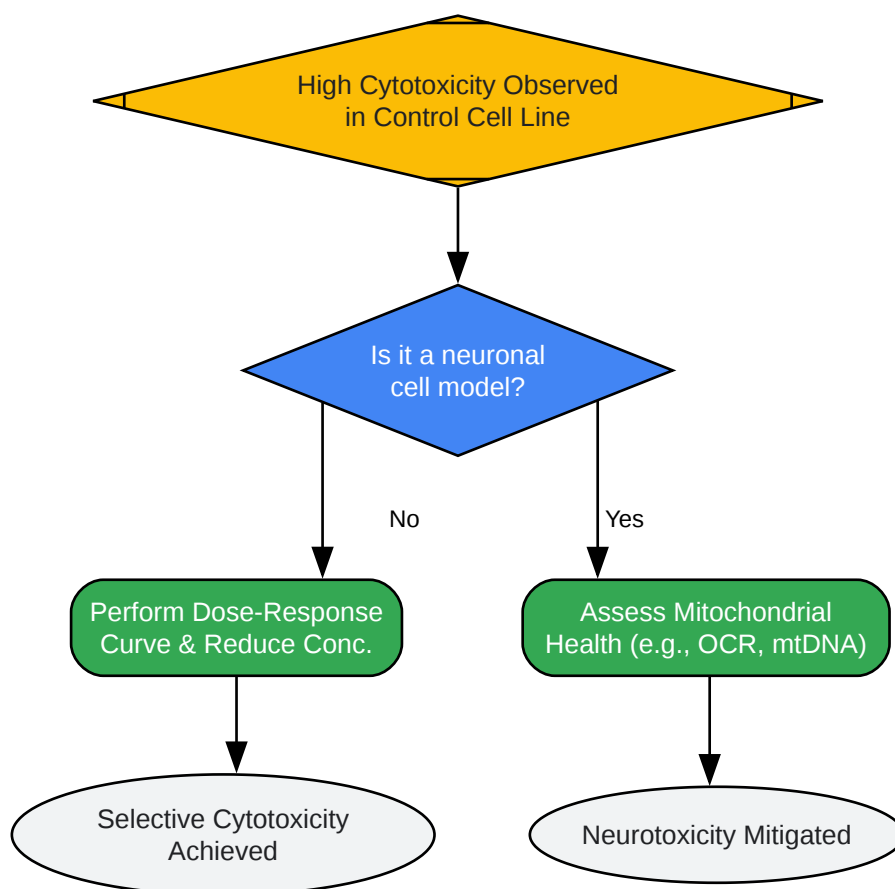 High Cytotoxicity Observed
in Control Cell Line
Is it a neuronal
cell model?
No
Yes
Perform Dose-Response
Curve & Reduce Conc.
Assess Mitochondrial
Health (e.g., OCR, mtDNA)
Selective Cytotoxicity
Achieved
Neurotoxicity Mitigated